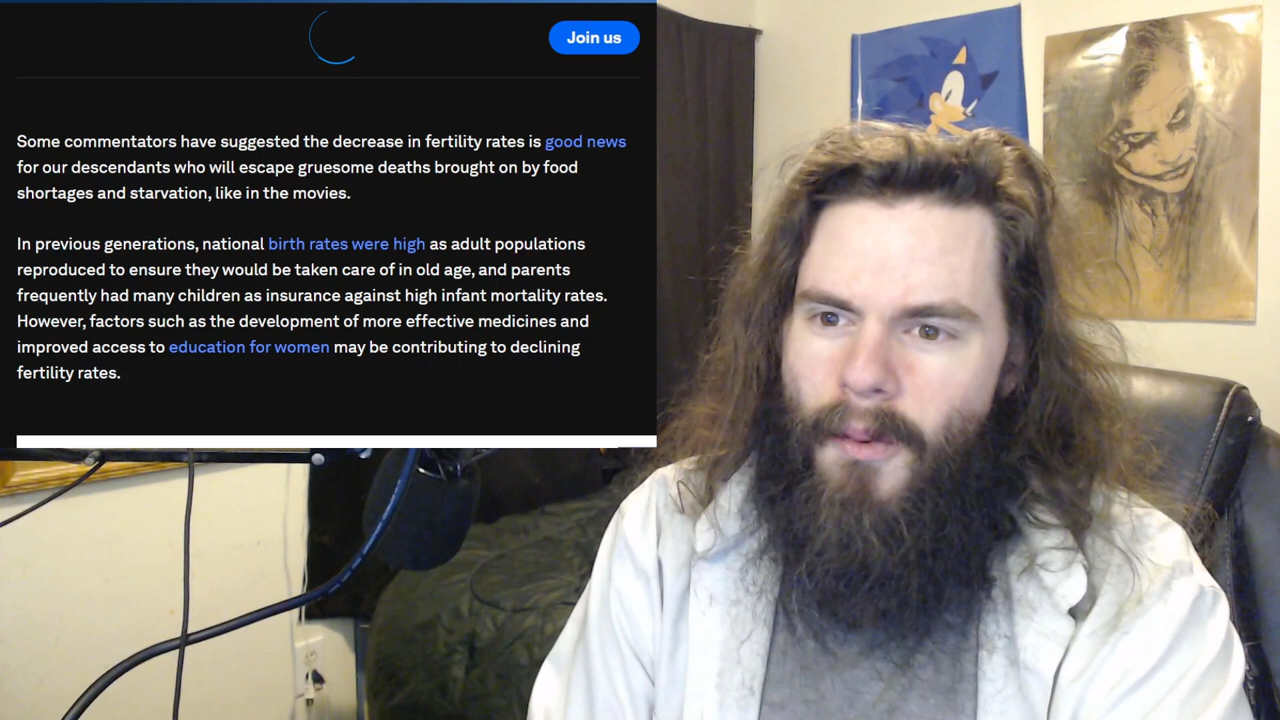 Join us
Some commentators have suggested the decrease in fertility rates is good news
for our descendants who will escape gruesome deaths brought on by food
shortages and starvation, like in the movies.
In previous generations, national birth rates were high as adult populations
reproduced to ensure they would be taken care of in old age, and parents
frequently had many children as insurance against high infant mortality rates.
However, factors such as the development of more effective medicines and
improved access to education for women may be contributing to declining
fertility rates.